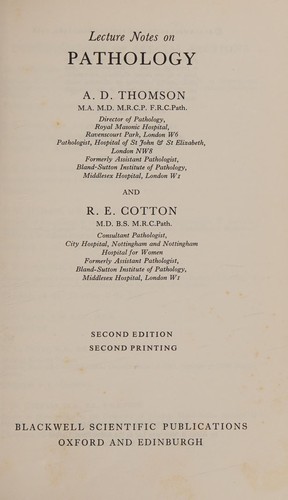 Lecture Notes on
PATHOLOGY
A. D. THOMSON
M.A. M.D. M.R.C.P. F.R.C.Path.
Director of Pathology,
Royal Masonic Hospital,
Ravenscourt Park, London W6
Pathologist, Hospital of St John & St Elizabeth,
London NW8
Formerly Assistant Pathologist,
Bland-Sutton Institute of Pathology,
Middlesex Hospital, London W1
AND
R. E. COTTON
M.D. B.S. M.R.C.Path.
Consultant Pathologist,
City Hospital, Nottingham and Nottingham
Hospital for Women
Formerly Assistant Pathologist,
Bland-Sutton Institute of Pathology,
Middlesex Hospital, London W1
SECOND EDITION
SECOND PRINTING
BLACKWELL SCIENTIFIC PUBLICATIONS
OXFORD AND EDINBURGH